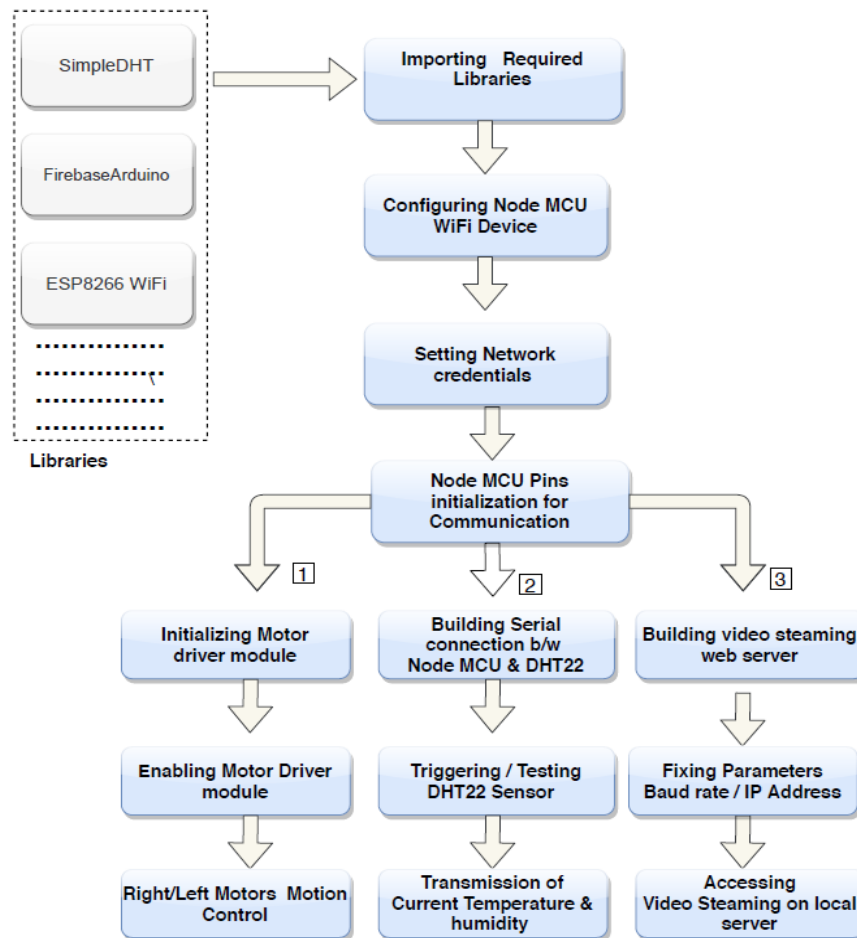 SimpleDHT
FirebaseArduino
ESP8266 WiFi
Libraries
Importing Required
Libraries
Configuring Node MCU
WiFi Device
Setting Network
credentials
Node MCU Pins
initialization for
Communication
1
2
3
Initializing Motor
driver module
Building Serial
connection b/w
Node MCU & DHT22
Building video steaming
web server
Enabling Motor Driver
module
Triggering / Testing
DHT22 Sensor
Fixing Parameters
Baud rate / IP Address
Right/Left Motors Motion
Control
Transmission of
Current Temperature &
humidity
Accessing
Video Steaming on local
server